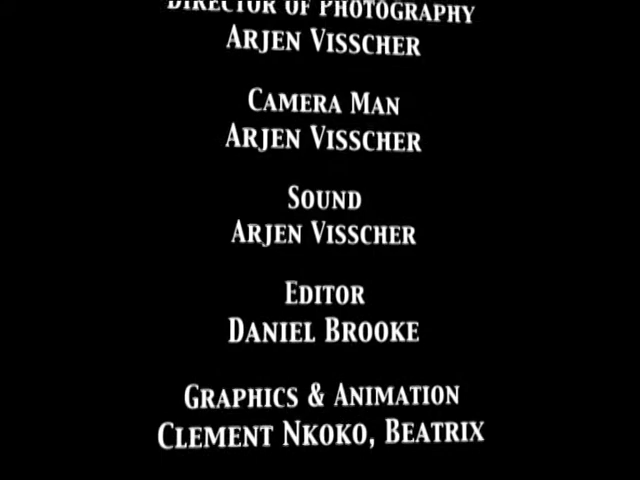 Director of Photography
Arjen Visscher
Camera Man
Arjen Visscher
Sound
Arjen Visscher
Editor
Daniel Brooke
Graphics & Animation
Clement Nkoko, Beatrix